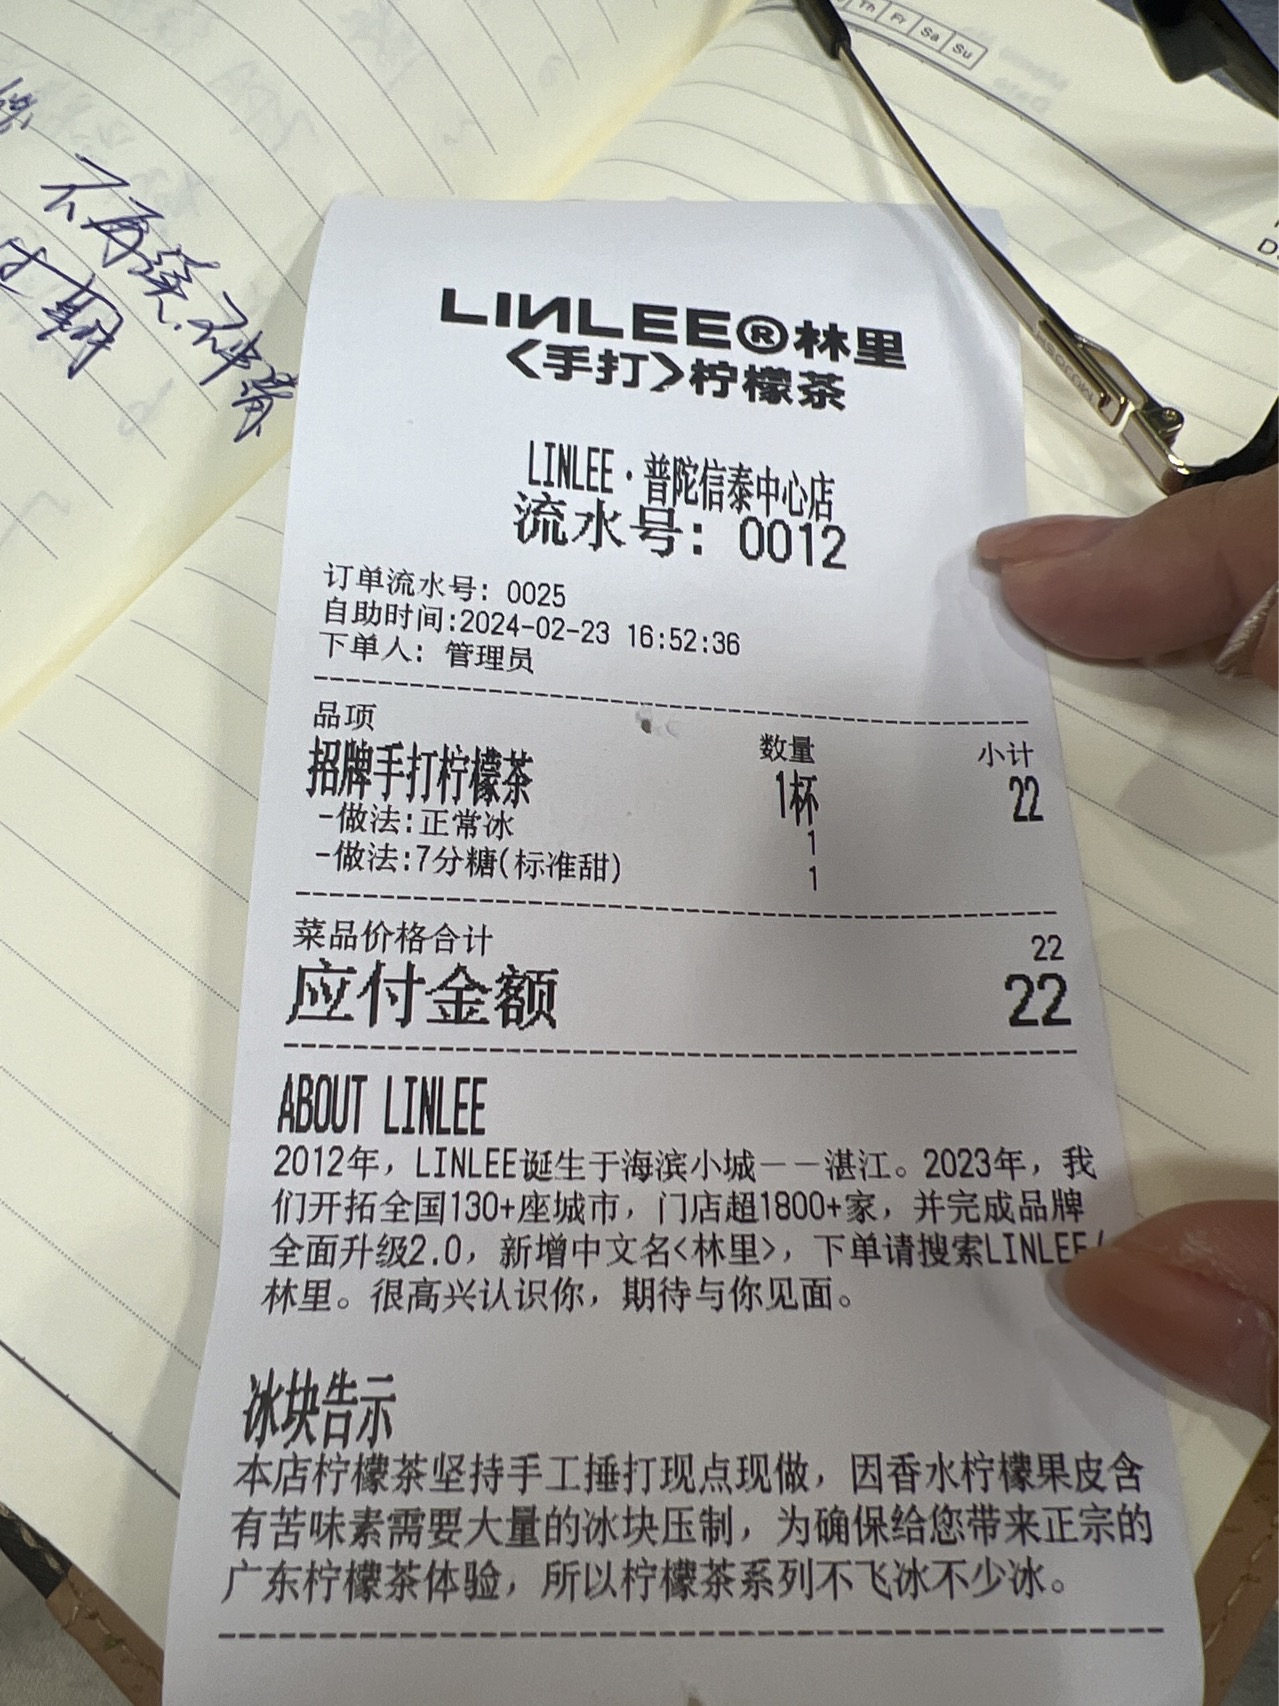 Th Fr Sa Su
不再续
LINLEE®林里
<手打>柠檬茶
LINLEE·普陀信泰中心店
流水号: 0012
订单流水号: 0025
自助时间:2024-02-23 16:52:36
下单人: 管理员
品项 数量 小计
招牌手打柠檬茶 1杯 22
-做法:正常冰 1
-做法:7分糖(标准甜) 1
菜品价格合计 22
应付金额 22
ABOUT LINLEE
2012年，LINLEE诞生于海滨小城——湛江。2023年，我
们开拓全国130+座城市，门店超1800+家，并完成品牌
全面升级2.0，新增中文名<林里>，下单请搜索LINLEE/
林里。很高兴认识你，期待与你见面。
冰块告示
本店柠檬茶坚持手工捶打现点现做，因香水柠檬果皮含
有苦味素需要大量的冰块压制，为确保给您带来正宗的
广东柠檬茶体验，所以柠檬茶系列不飞冰不少冰。